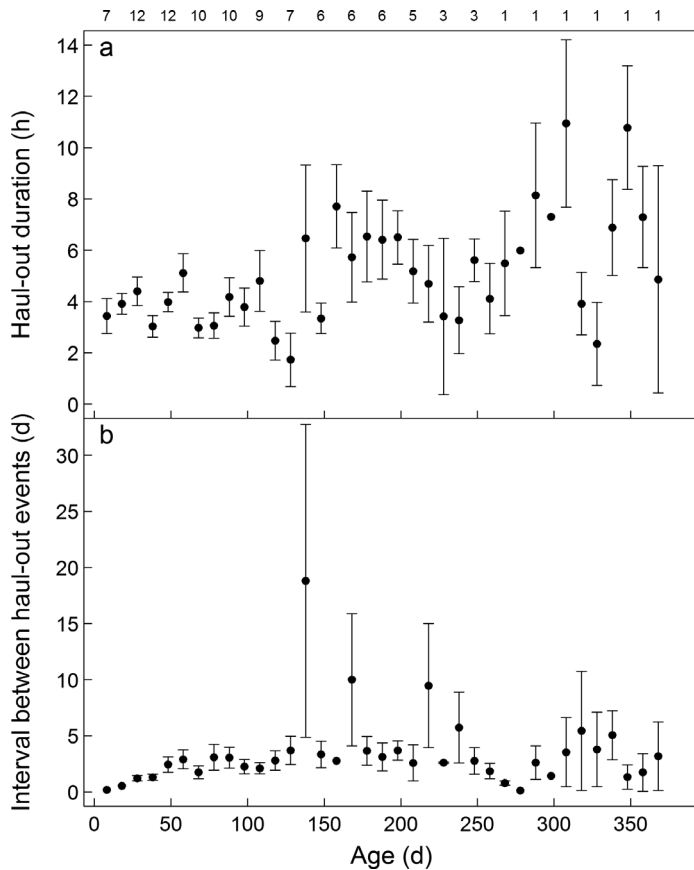 7 12 12 10 10 9 7 6 6 6 5 3 3 1 1 1 1 1
a
Haul-out duration (h)
14
12
10
8
6
4
2
0
b
Interval between haul-out events (d)
30
25
20
15
10
5
0
0 50 100 150 200 250 300 350
Age (d)